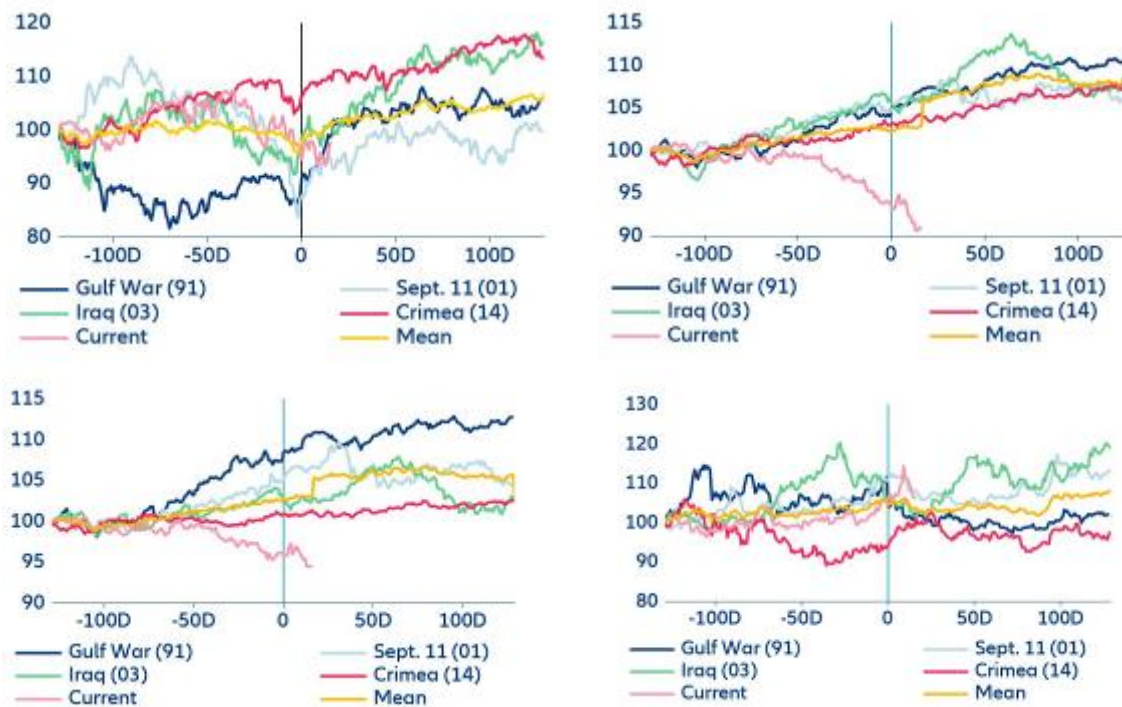 120
110
100
90
80
-100D -50D 0 50D 100D
Gulf War (91) Sept. 11 (01)
Iraq (03) Crimea (14)
Current Mean
115
110
105
100
95
90
-100D -50D 0 50D 100D
Gulf War (91) Sept. 11 (01)
Iraq (03) Crimea (14)
Current Mean
115
110
105
100
95
90
-100D -50D 0 50D 100D
Gulf War (91) Sept. 11 (01)
Iraq (03) Crimea (14)
Current Mean
130
120
110
100
90
80
-100D -50D 0 50D 100D
Gulf War (91) Sept. 11 (01)
Iraq (03) Crimea (14)
Current Mean